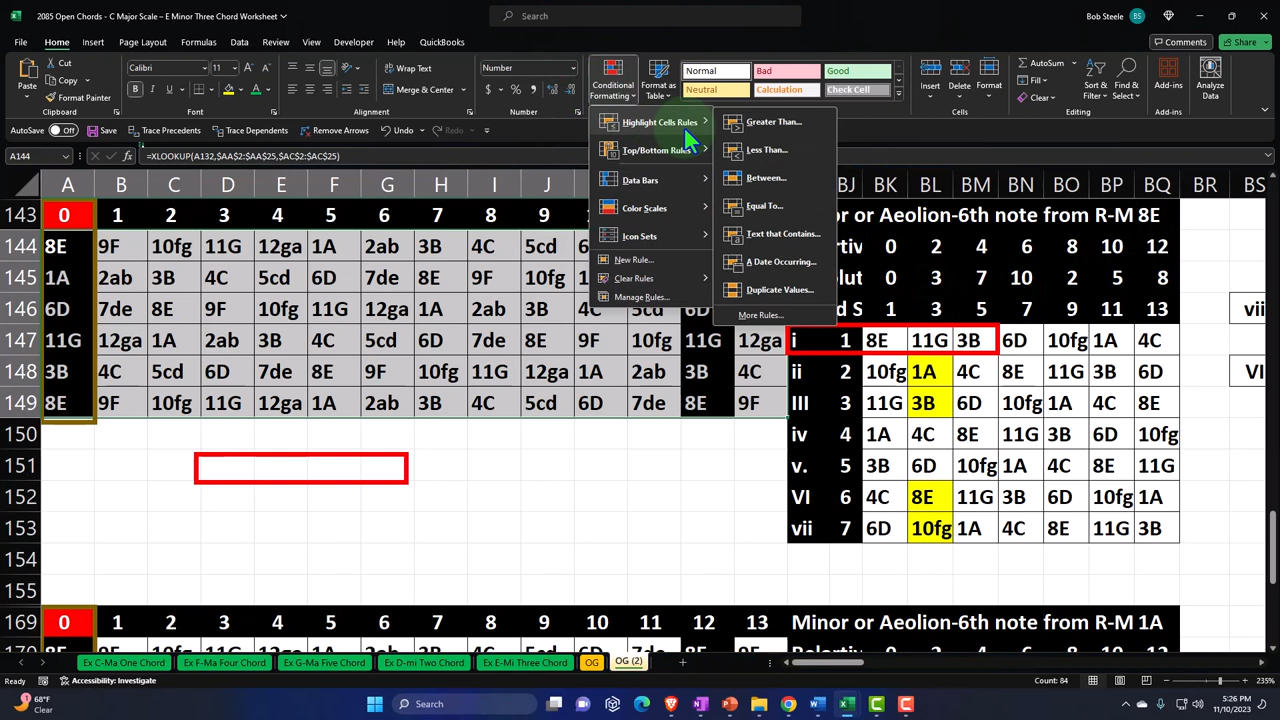 2085 Open Chords - C Major Scale – E Minor Three Chord Worksheet
Search
Bob Steele BS
File Home Insert Page Layout Formulas Data Review View Developer Help QuickBooks Comments Share
Paste Cut Copy Format Painter
Calibri 11 Wrap Text Merge & Center Number
Conditional Formatting Format as Table Normal Bad Good Neutral Calculation Check Cell
Insert Delete Format AutoSum Fill Clear Sort & Filter Find & Select Add-ins Analyze Data
AutoSave Off Trace Precedents Trace Dependents Remove Arrows Undo Redo
A144 =XLOOKUP(A132,$AA$2:$AA$25,$AC$2:$AC$25)
Highlight Cells Rules
Top/Bottom Rules
Data Bars
Color Scales
Icon Sets
New Rule...
Clear Rules
Manage Rules...
Greater Than...
Less Than...
Between...
Equal To...
Text that Contains...
A Date Occurring...
Duplicate Values...
More Rules...
A B C D E F G H I J BJ BK BL BM BN BO BP BQ BR BS
143 0 1 2 3 4 5 6 7 8 9 or Aeolion-6th note from R-M 8E
144 8E 9F 10fg 11G 12ga 1A 2ab 3B 4C 5cd 0 2 4 6 8 10 12
145 1A 2ab 3B 4C 5cd 6D 7de 8E 9F 10fg 0 3 7 10 2 5 8
146 6D 7de 8E 9F 10fg 11G 12ga 1A 2ab 3B 4C 5cd 6D 7de 1 3 5 7 9 11 13
147 11G 12ga 1A 2ab 3B 4C 5cd 6D 7de 8E 9F 10fg 11G 12ga i 1 8E 11G 3B 6D 10fg 1A 4C
148 3B 4C 5cd 6D 7de 8E 9F 10fg 11G 12ga 1A 2ab 3B 4C ii 2 10fg 1A 4C 8E 11G 3B 6D
149 8E 9F 10fg 11G 12ga 1A 2ab 3B 4C 5cd 6D 7de 8E 9F III 3 11G 3B 6D 10fg 1A 4C 8E
150 iv 4 1A 4C 8E 11G 3B 6D 10fg
151 v. 5 3B 6D 10fg 1A 4C 8E 11G
152 VI 6 4C 8E 11G 3B 6D 10fg 1A
153 vii 7 6D 10fg 1A 4C 8E 11G 3B
154
155
169 0 1 2 3 4 5 6 7 8 9 10 11 12 13 Minor or Aeolion-6th note from R-M 1A
Ex C-Ma One Chord Ex F-Ma Four Chord Ex G-Ma Five Chord Ex D-mi Two Chord Ex E-Mi Three Chord OG OG (2)
Ready Accessibility: Investigate Count: 84 235%
68°F
Clear
Search
5:26 PM
11/10/2023